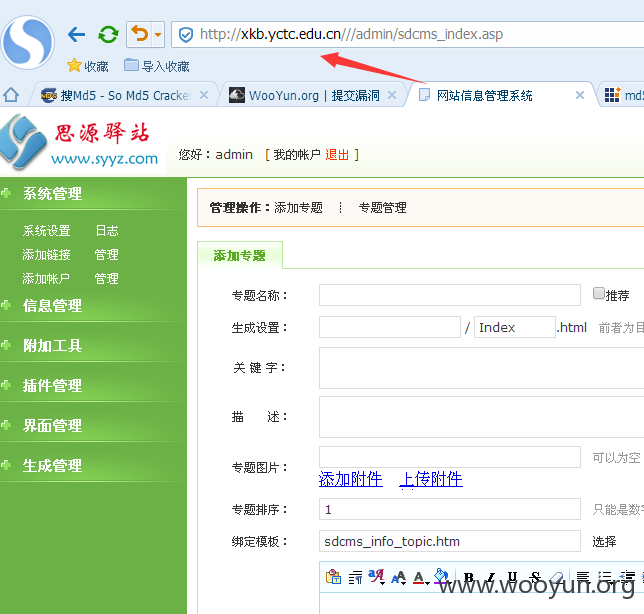 http://xkb.yctc.edu.cn///admin/sdcms_index.asp
收藏 导入收藏
搜Md5 - So Md5 Cracke WooYun.org | 提交漏洞 网站信息管理系统 md5
思源驿站
www.syyz.com
您好：admin [ 我的帐户 退出 ]
系统管理
系统设置 日志
添加链接 管理
添加帐户 管理
信息管理
附加工具
插件管理
界面管理
生成管理
管理操作：添加专题 ┊ 专题管理
添加专题
专题名称： 推荐
生成设置： / Index .html 前者为目
关 键 字：
描 述：
专题图片： 可以为空
添加附件 上传附件
专题排序： 1 只能是数字
绑定模板： sdcms_info_topic.htm 选择
www.wooyun.org